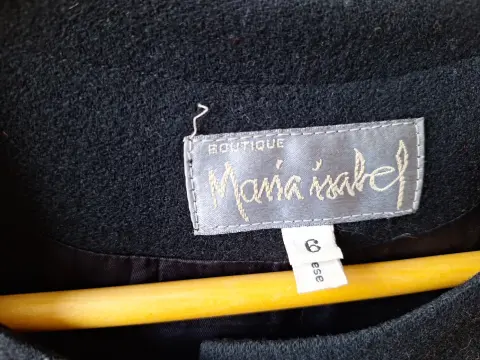 BOUTIQUE
Maria isabel
6
ese